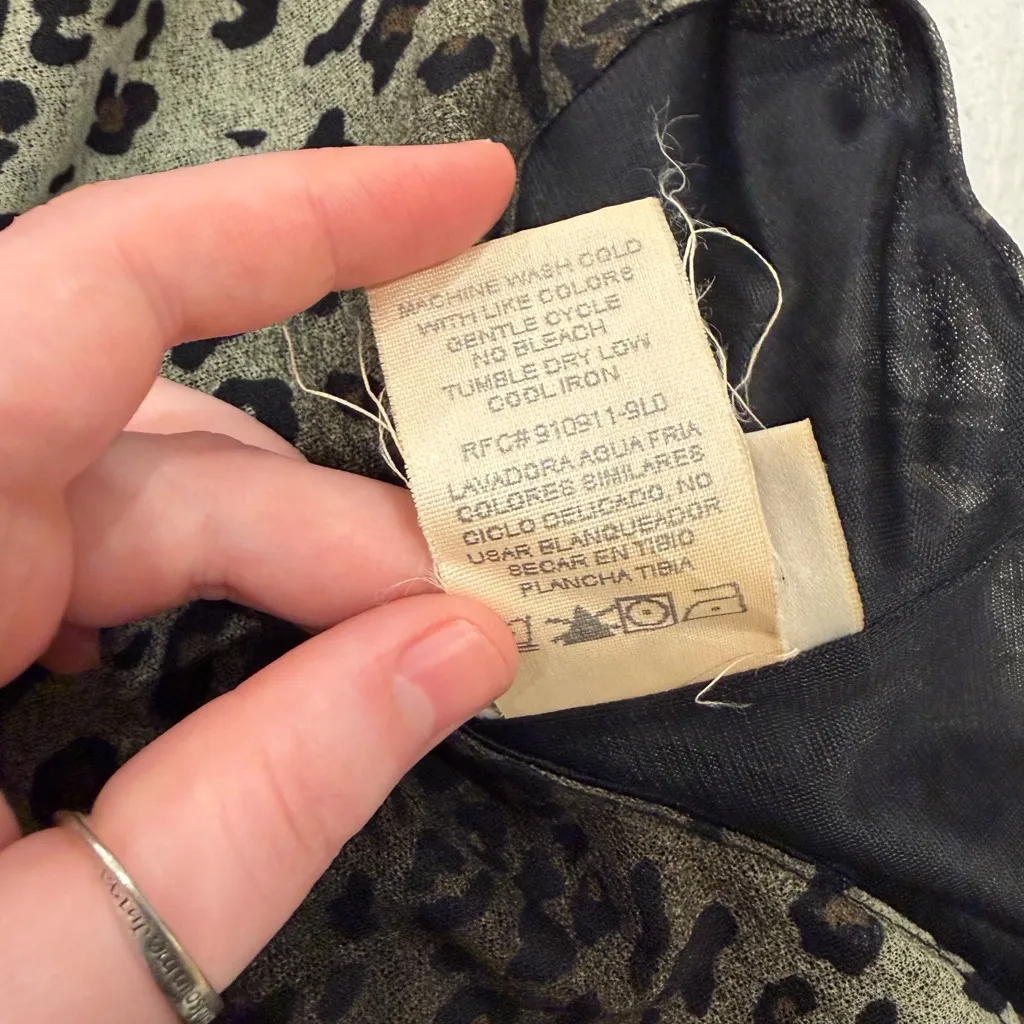 MACHINE WASH COLD
WITH LIKE COLORS
GENTLE CYCLE
NO BLEACH
TUMBLE DRY LOW
COOL IRON
RFC# 910911-9L0
LAVADORA AGUA FRIA
COLORES SIMILARES
CICLO DELICADO, NO
USAR BLANQUEADOR
SECAR EN TIBIO
PLANCHA TIBIA